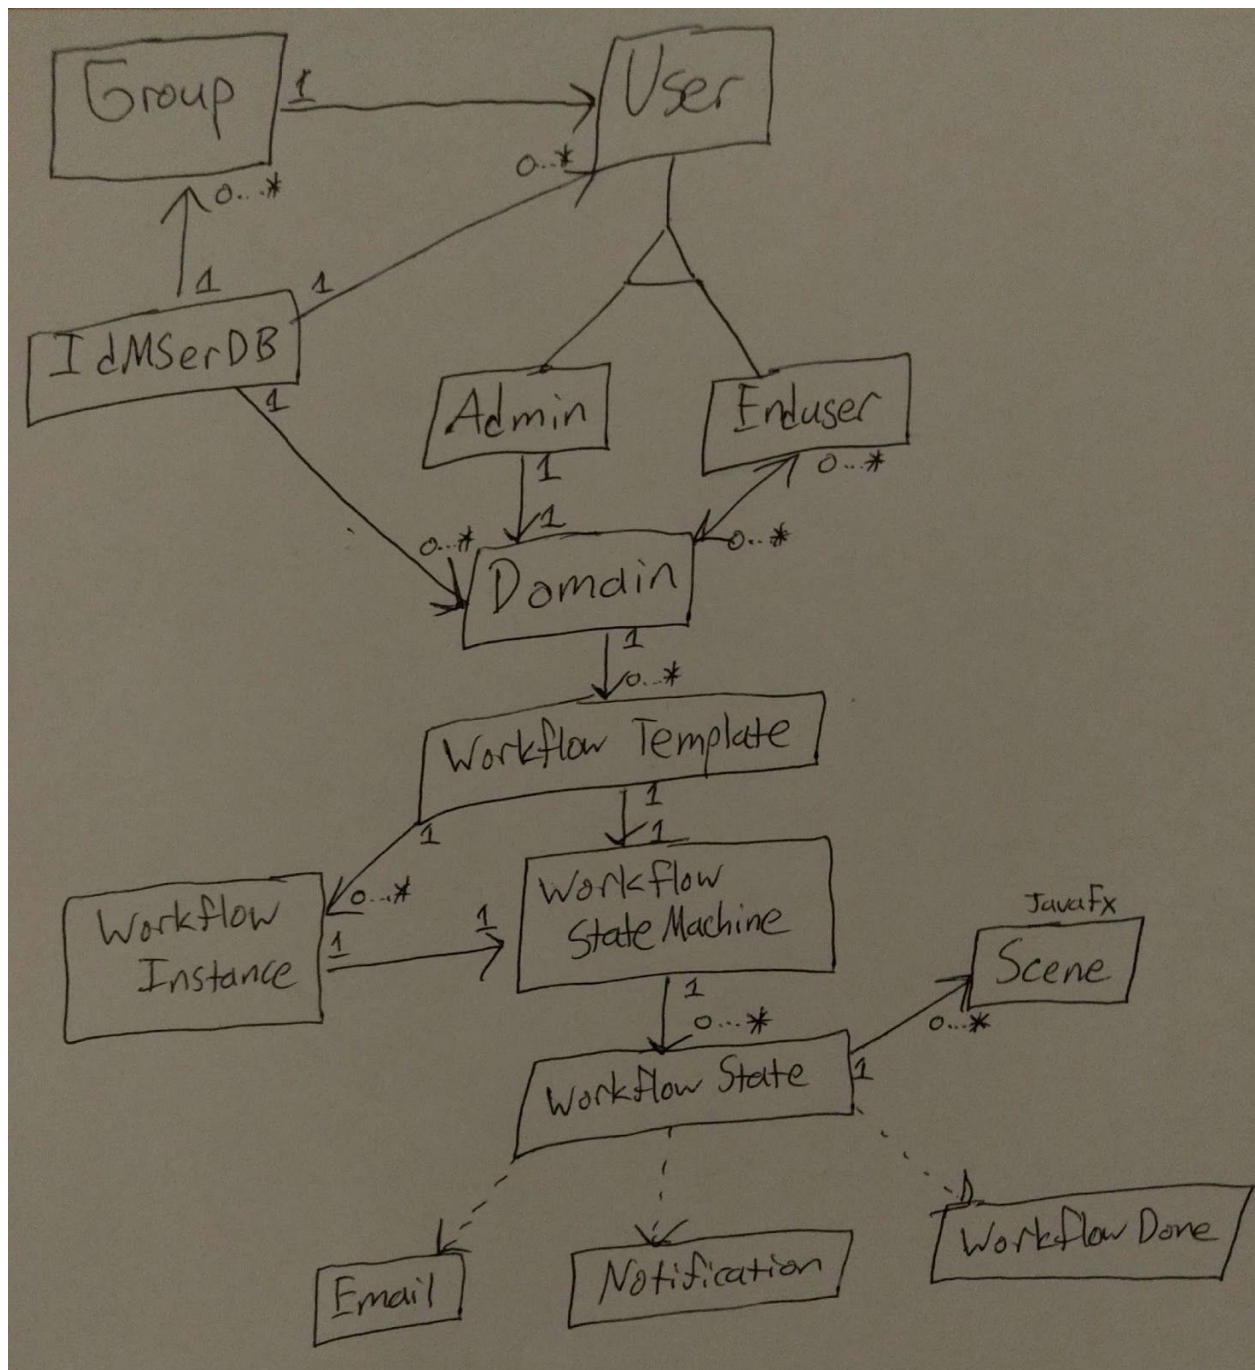 Group
1
User
0..*
0...*
1
1
IdMSerDB
1
Admin
Enduser
1
0...*
1
0...*
0...*
Domain
1
0...*
Workflow Template
1
1
1
0...*
Workflow
State Machine
Workflow
Instance
1
1
JavaFx
Scene
1
0...*
0...*
Workflow State
1
Email
Notification
Workflow Done